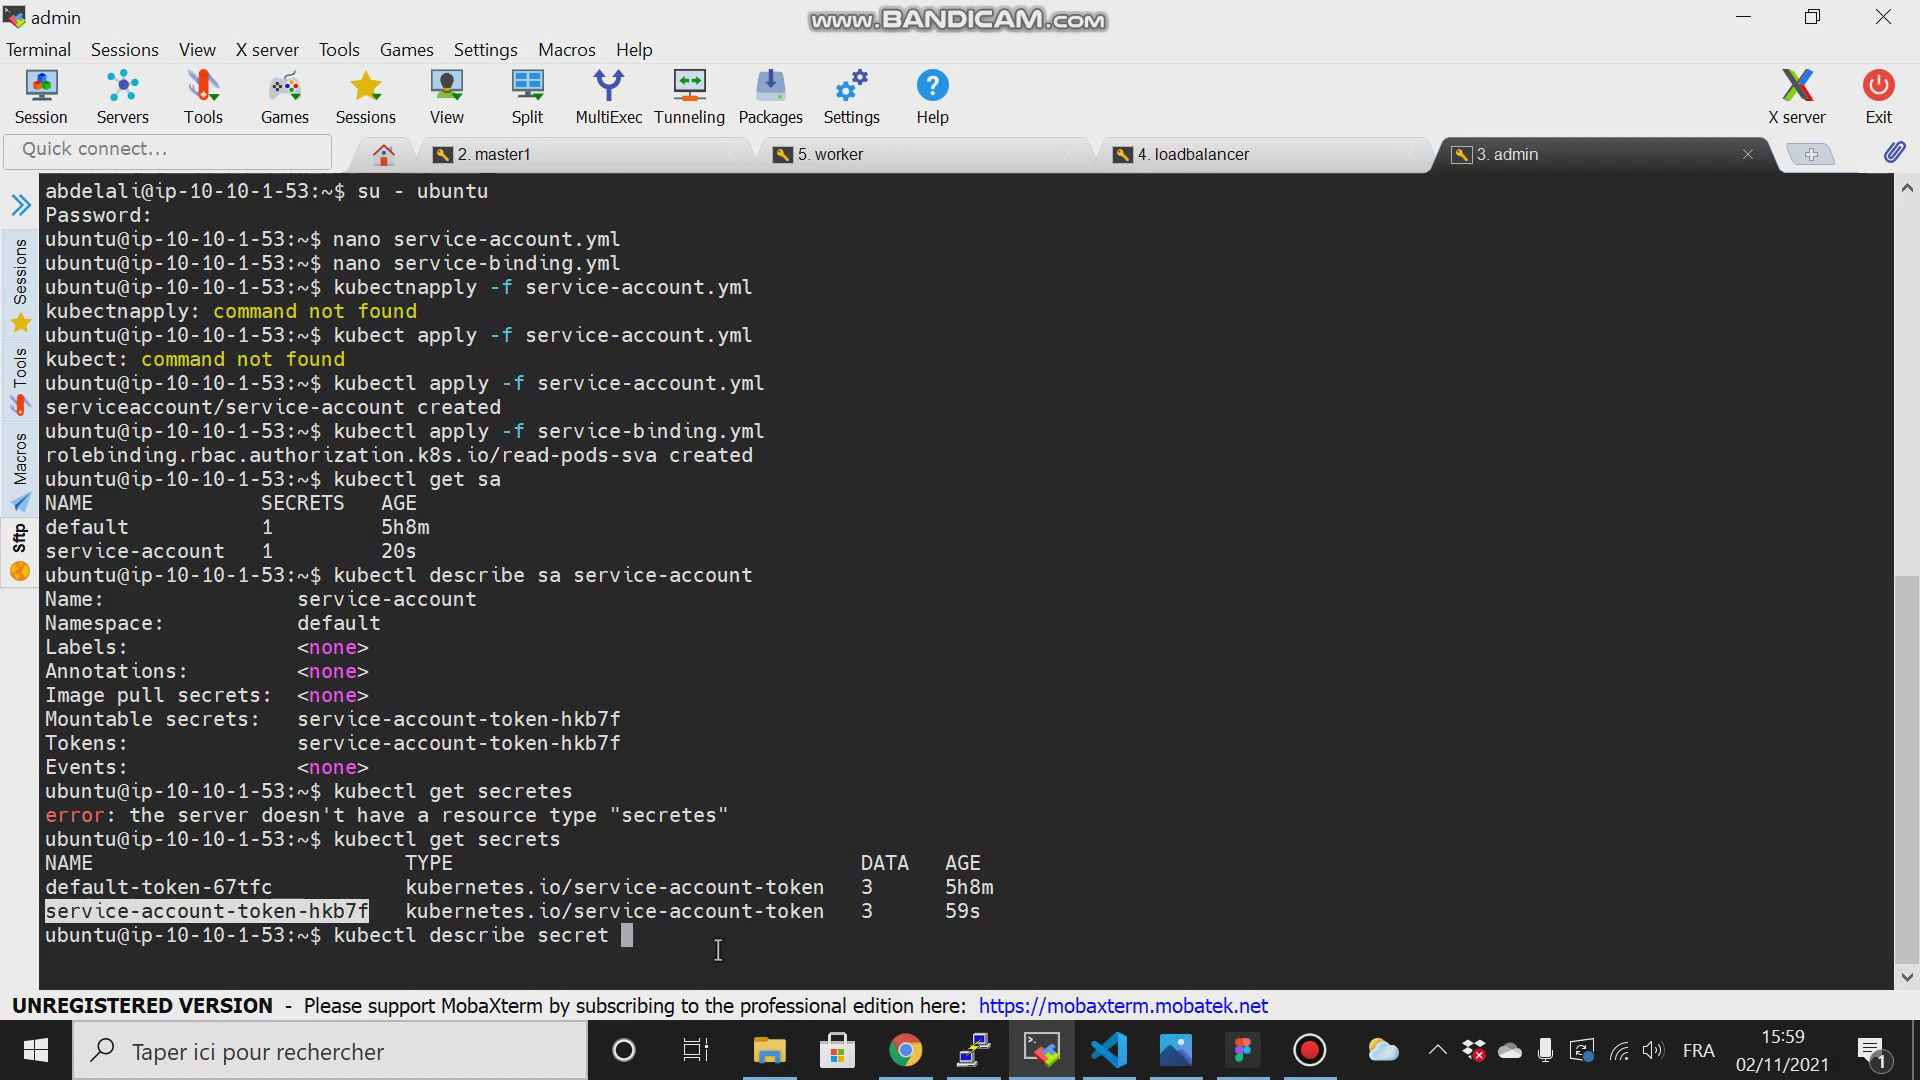 admin
www.BANDICAM.com
Terminal Sessions View X server Tools Games Settings Macros Help
Session Servers Tools Games Sessions View Split MultiExec Tunneling Packages Settings Help X server Exit
Quick connect...
2. master1
5. worker
4. loadbalancer
3. admin
Sessions
Tools
Macros
Sftp
abdelali@ip-10-10-1-53:~$ su - ubuntu
Password:
ubuntu@ip-10-10-1-53:~$ nano service-account.yml
ubuntu@ip-10-10-1-53:~$ nano service-binding.yml
ubuntu@ip-10-10-1-53:~$ kubectnapply -f service-account.yml
kubectnapply: command not found
ubuntu@ip-10-10-1-53:~$ kubect apply -f service-account.yml
kubect: command not found
ubuntu@ip-10-10-1-53:~$ kubectl apply -f service-account.yml
serviceaccount/service-account created
ubuntu@ip-10-10-1-53:~$ kubectl apply -f service-binding.yml
rolebinding.rbac.authorization.k8s.io/read-pods-sva created
ubuntu@ip-10-10-1-53:~$ kubectl get sa
NAME SECRETS AGE
default 1 5h8m
service-account 1 20s
ubuntu@ip-10-10-1-53:~$ kubectl describe sa service-account
Name: service-account
Namespace: default
Labels: <none>
Annotations: <none>
Image pull secrets: <none>
Mountable secrets: service-account-token-hkb7f
Tokens: service-account-token-hkb7f
Events: <none>
ubuntu@ip-10-10-1-53:~$ kubectl get secretes
error: the server doesn't have a resource type "secretes"
ubuntu@ip-10-10-1-53:~$ kubectl get secrets
NAME TYPE DATA AGE
default-token-67tfc kubernetes.io/service-account-token 3 5h8m
service-account-token-hkb7f kubernetes.io/service-account-token 3 59s
ubuntu@ip-10-10-1-53:~$ kubectl describe secret
UNREGISTERED VERSION - Please support MobaXterm by subscribing to the professional edition here: https://mobaxterm.mobatek.net
Taper ici pour rechercher
FRA
15:59
02/11/2021
1